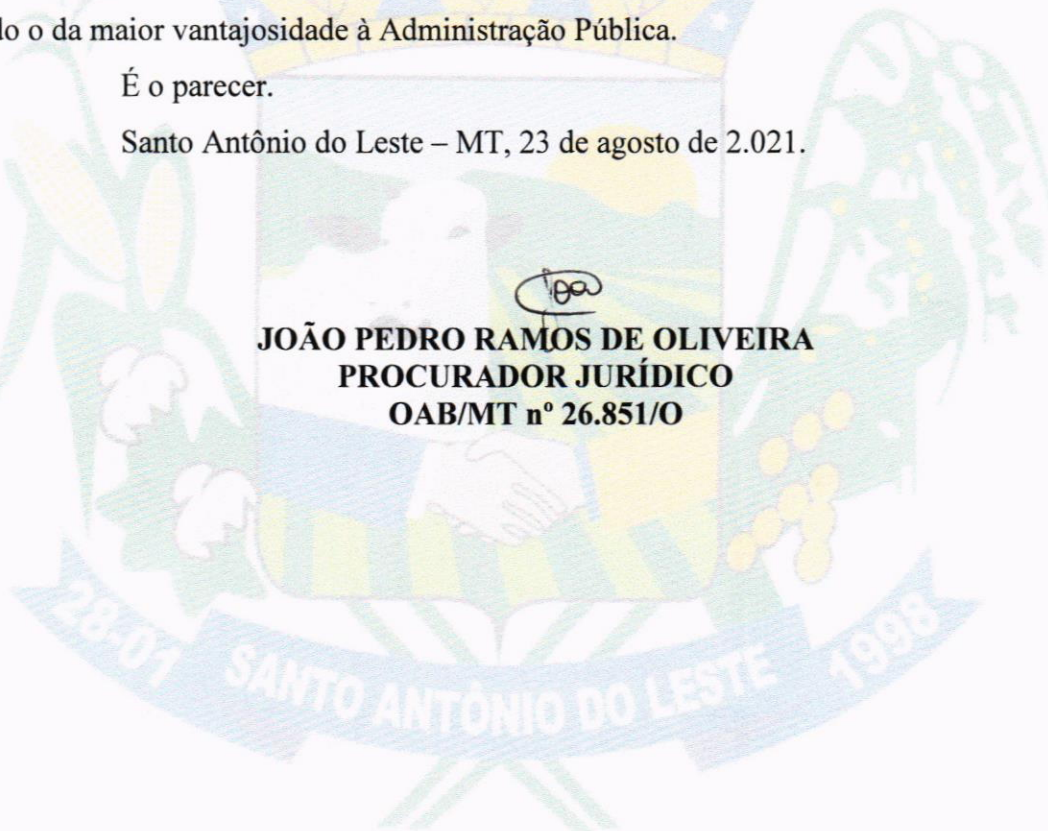 o o da maior vantajosidade à Administração Pública.
É o parecer.
Santo Antônio do Leste – MT, 23 de agosto de 2.021.
JOÃO PEDRO RAMOS DE OLIVEIRA
PROCURADOR JURÍDICO
OAB/MT nº 26.851/O
28-01 SANTO ANTÔNIO DO LESTE 1998